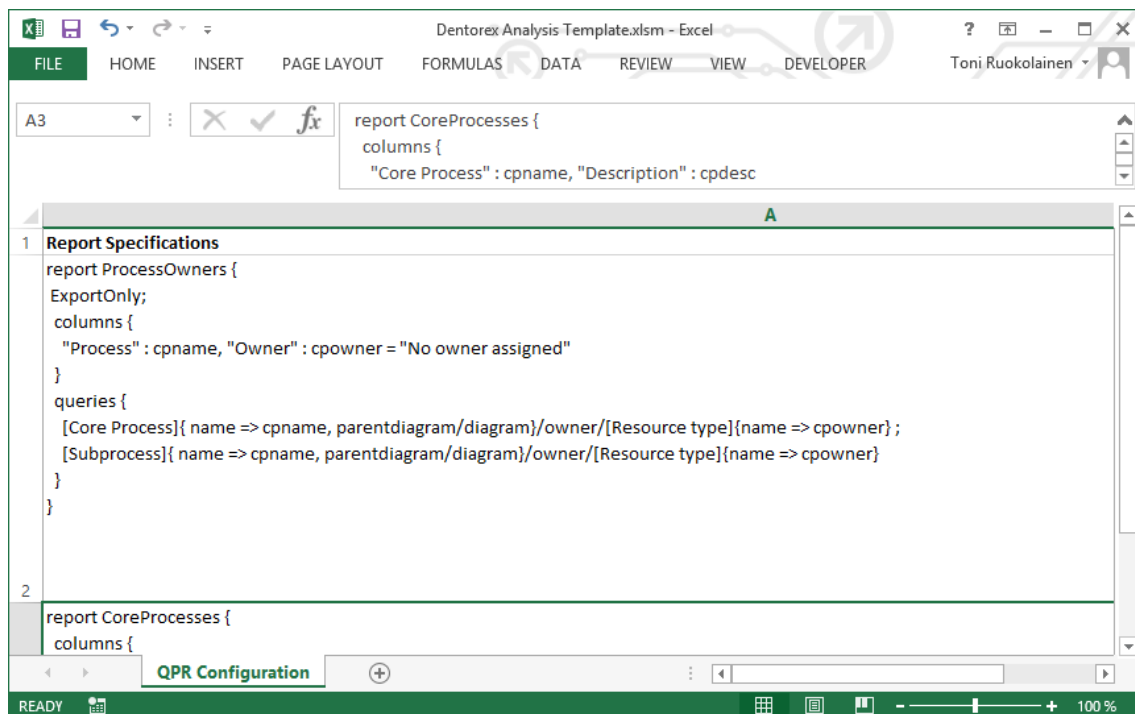 Dentorex Analysis Template.xlsm - Excel
?
FILE HOME INSERT PAGE LAYOUT FORMULAS DATA REVIEW VIEW DEVELOPER Toni Ruokolainen
A3
fx
report CoreProcesses {
columns {
"Core Process" : cpname, "Description" : cpdesc
A
1 Report Specifications
report ProcessOwners {
ExportOnly;
columns {
"Process" : cpname, "Owner" : cpowner = "No owner assigned"
}
queries {
[Core Process]{ name => cpname, parentdiagram/diagram}/owner/[Resource type]{name => cpowner} ;
[Subprocess]{ name => cpname, parentdiagram/diagram}/owner/[Resource type]{name => cpowner}
}
}
2
report CoreProcesses {
columns {
QPR Configuration
READY 100 %